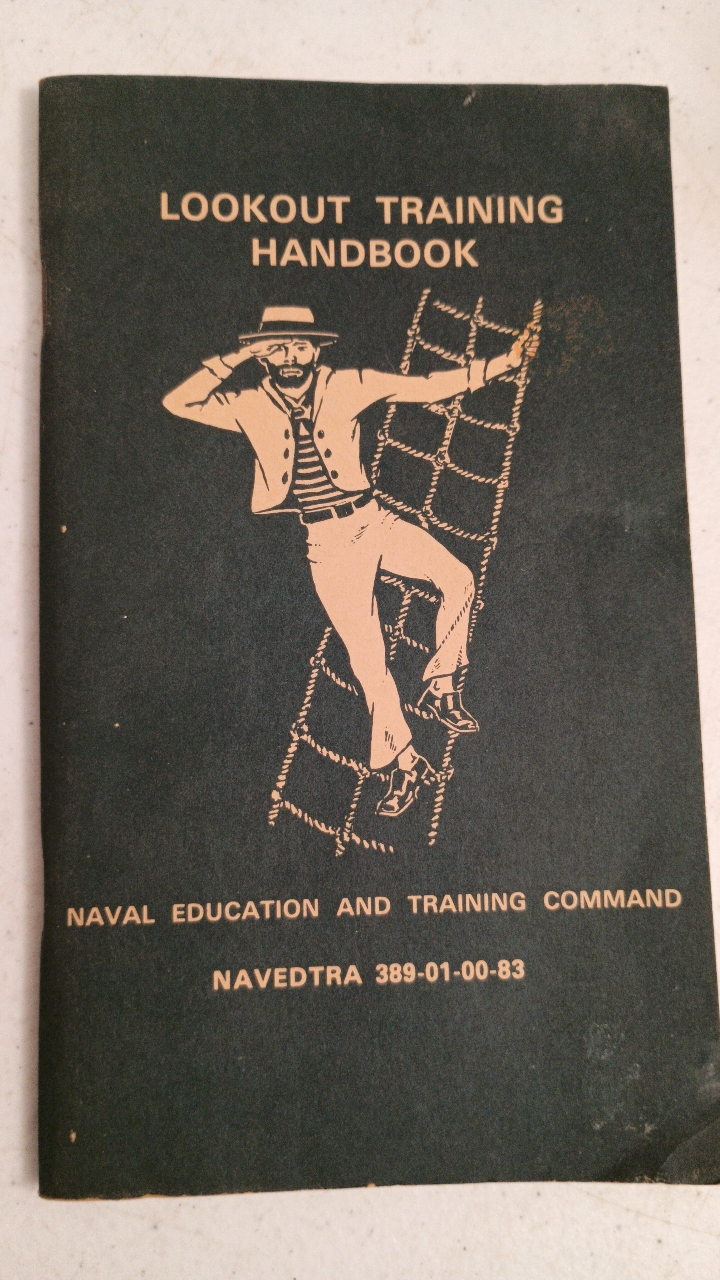 LOOKOUT TRAINING
HANDBOOK
NAVAL EDUCATION AND TRAINING COMMAND
NAVEDTRA 389-01-00-83